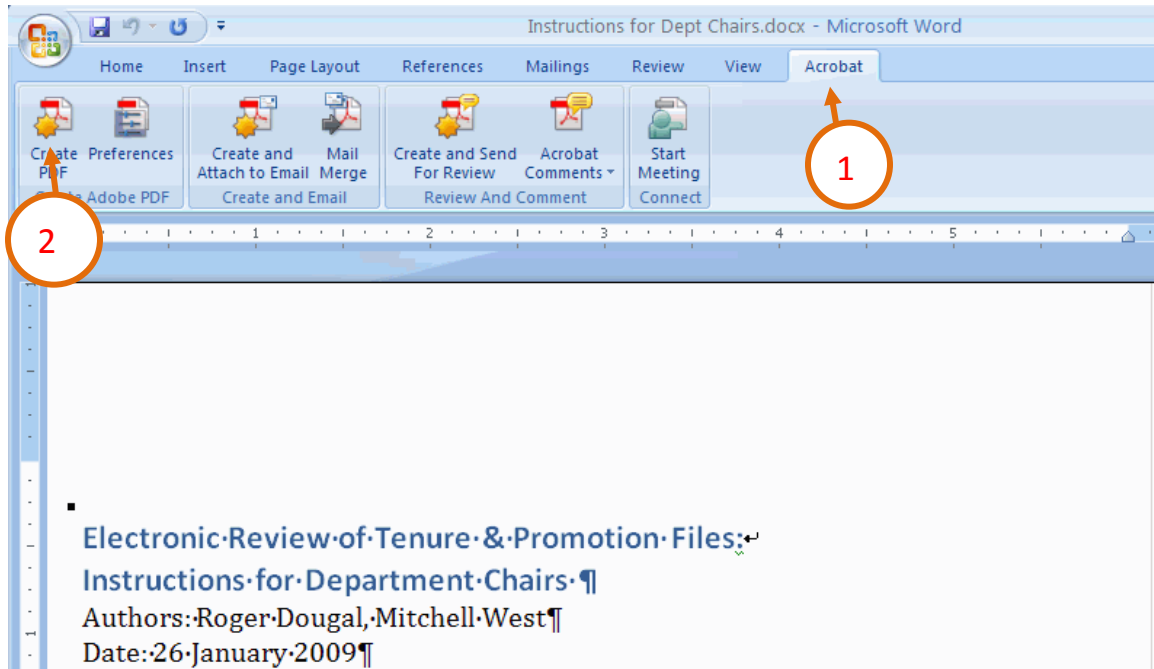 Instructions for Dept Chairs.docx - Microsoft Word
Home Insert Page Layout References Mailings Review View Acrobat
Create PDF
Preferences
Create and Attach to Email
Mail Merge
Create and Send For Review
Acrobat Comments
Start Meeting
1
Create Adobe PDF
Create and Email
Review And Comment
Connect
2
1 2 3 4 5
1
Electronic·Review·of·Tenure·&·Promotion·Files:↵
Instructions·for·Department·Chairs·¶
Authors:·Roger·Dougal,·Mitchell·West¶
Date:·26·January·2009¶
1